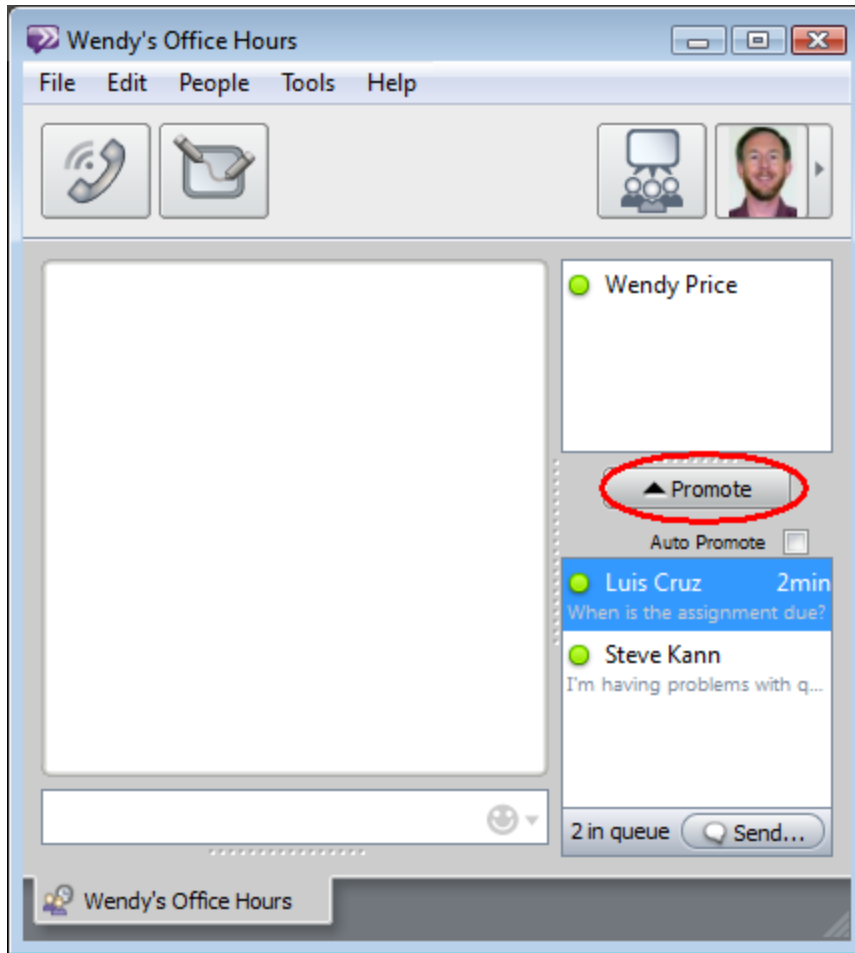 Wendy's Office Hours
File Edit People Tools Help
Wendy Price
Promote
Auto Promote
Luis Cruz 2min
When is the assignment due?
Steve Kann
I'm having problems with q...
2 in queue Send...
Wendy's Office Hours